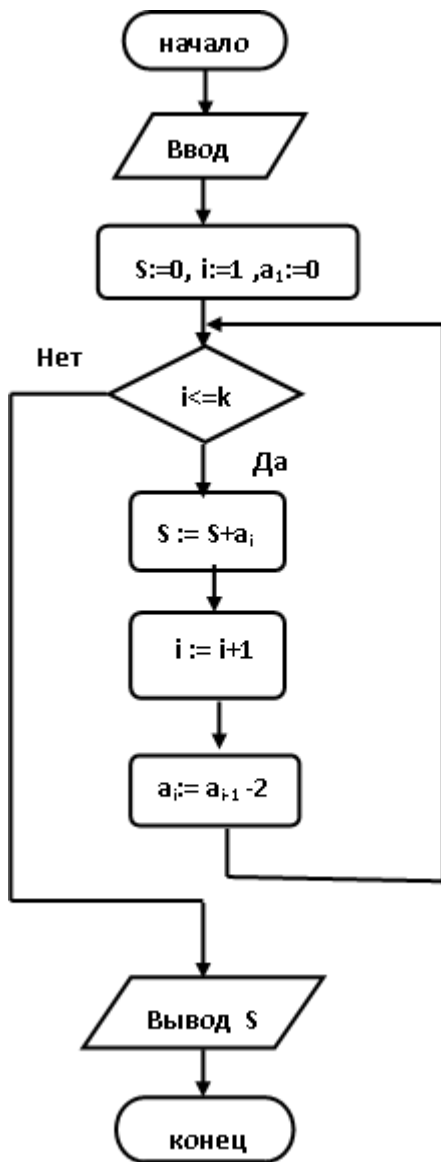 начало
Ввод
S:=0, i:=1 ,a₁:=0
Нет
i<=k
Да
S := S+aᵢ
i := i+1
aᵢ:= aᵢ₋₁ -2
Вывод S
конец